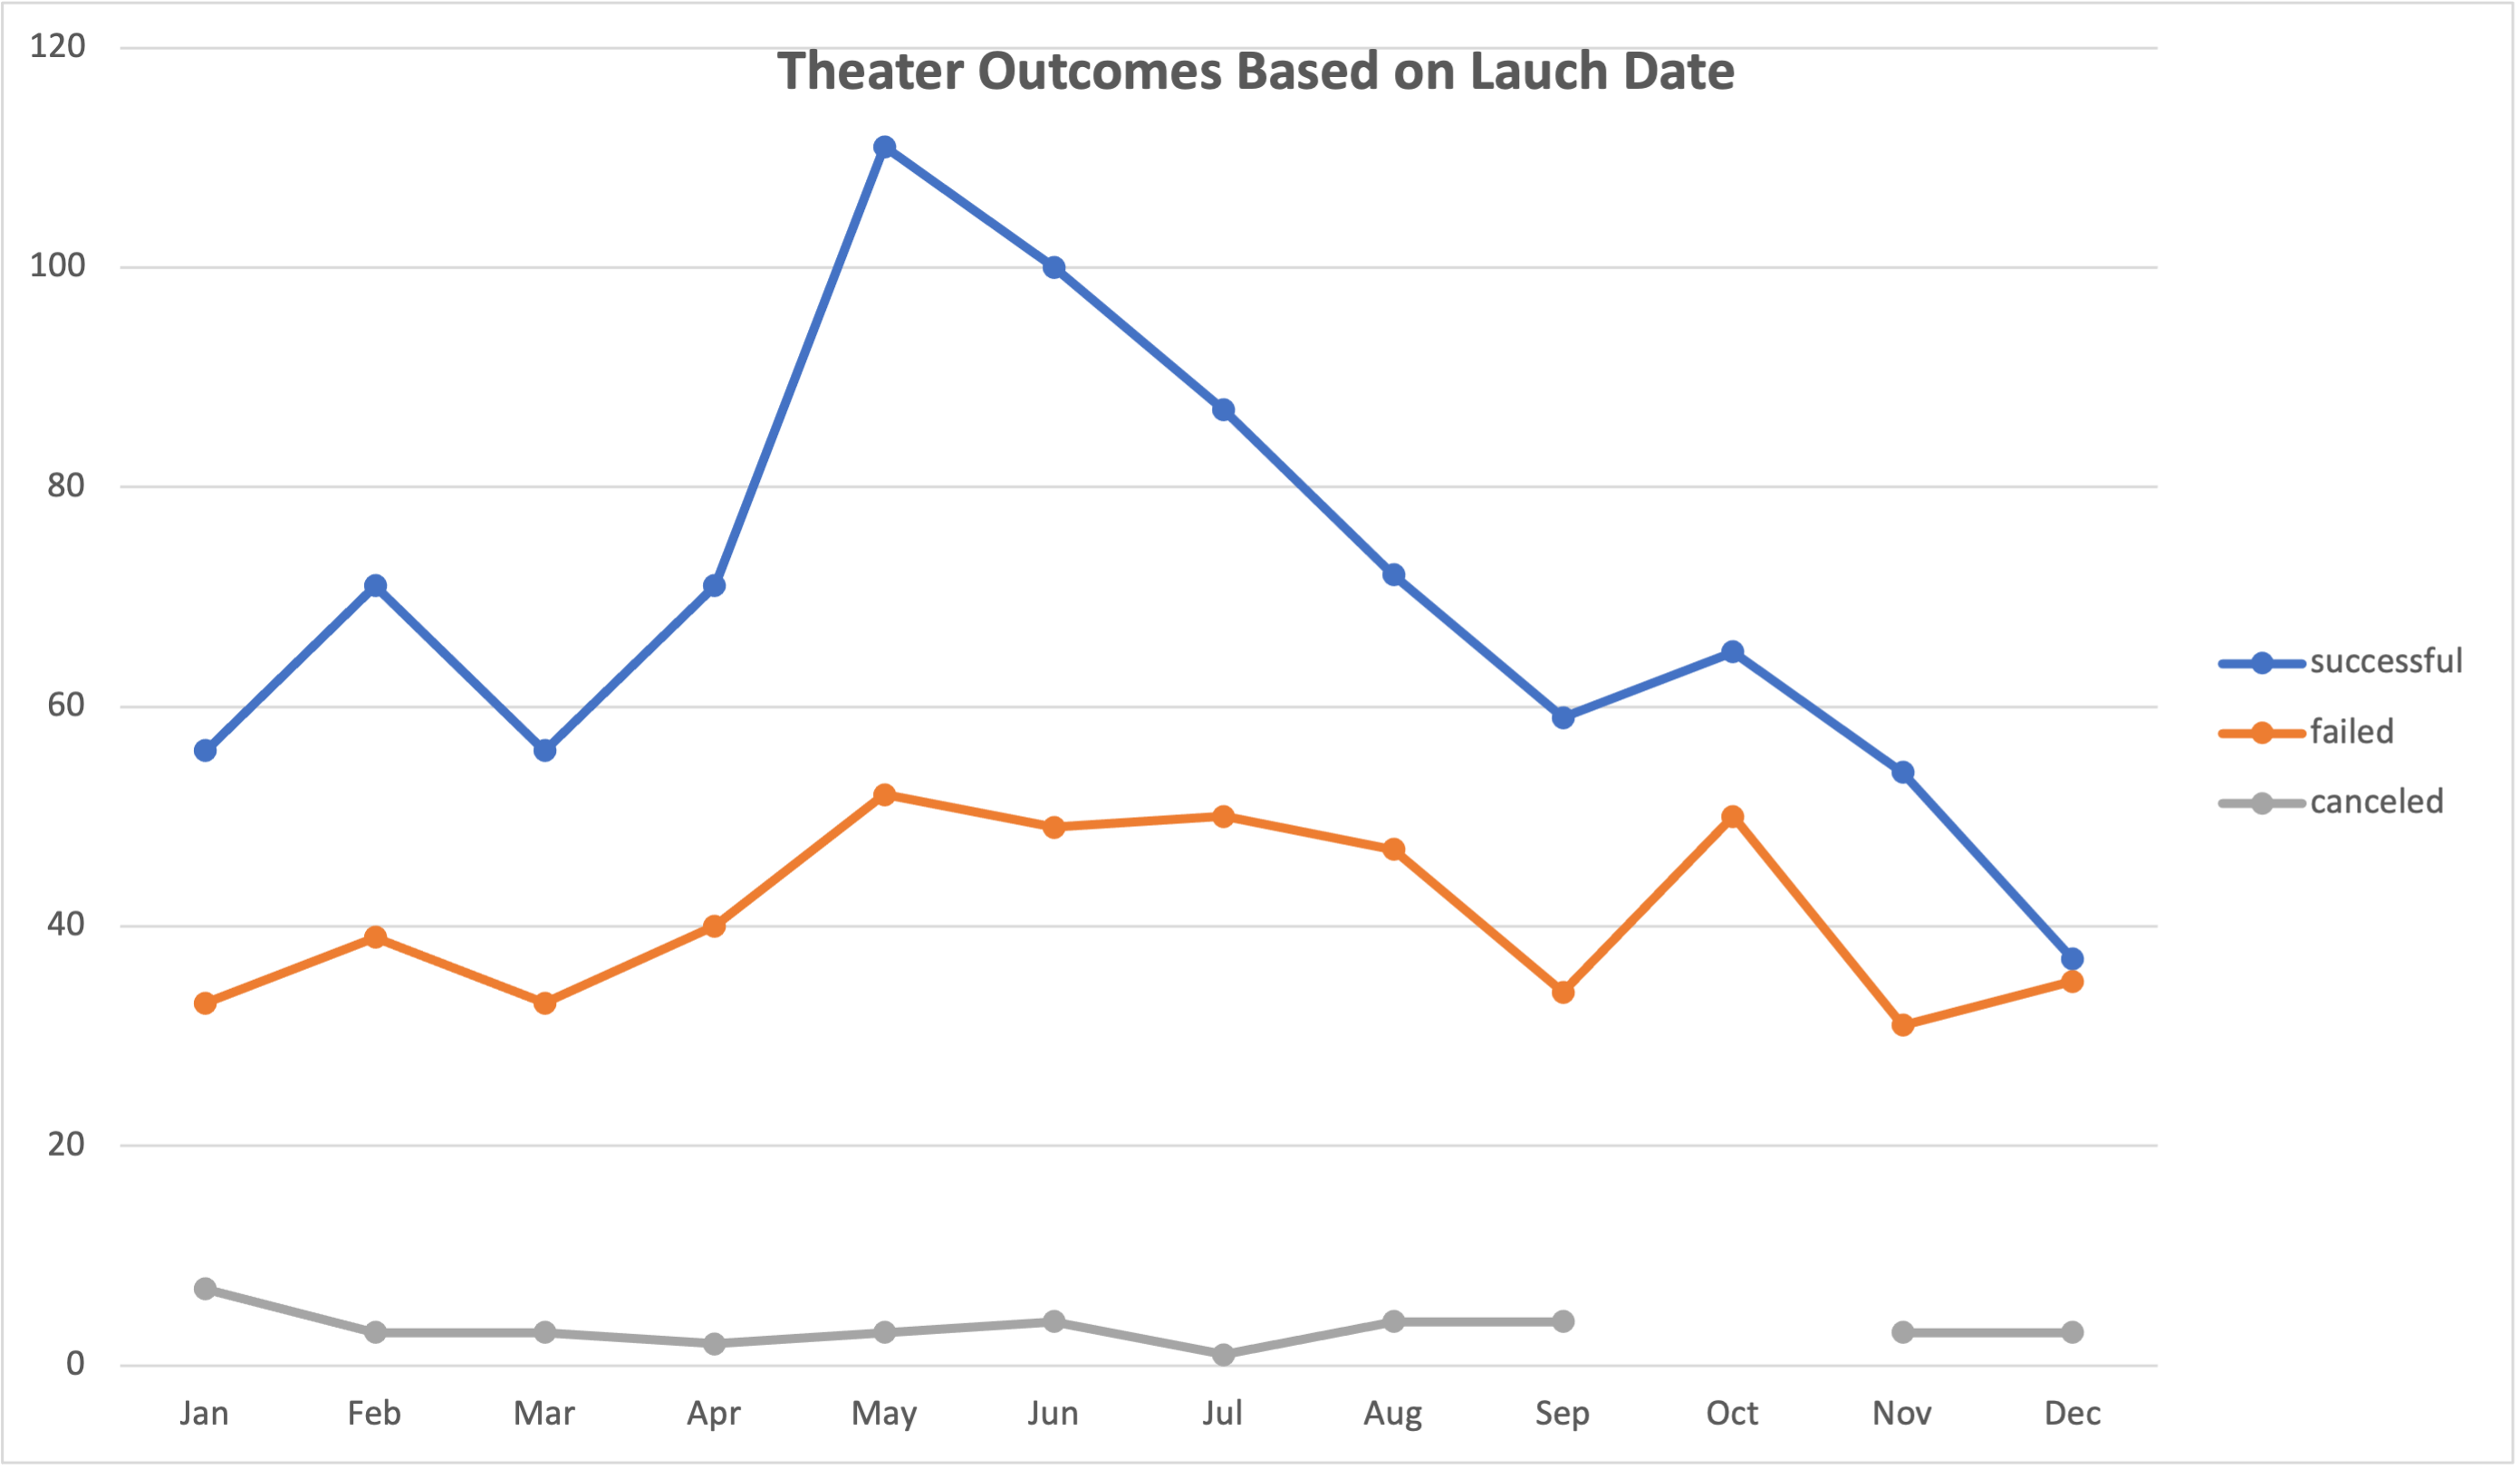 Theater Outcomes Based on Lauch Date
120
100
80
60
40
20
0
Jan Feb Mar Apr May Jun Jul Aug Sep Oct Nov Dec
successful
failed
canceled